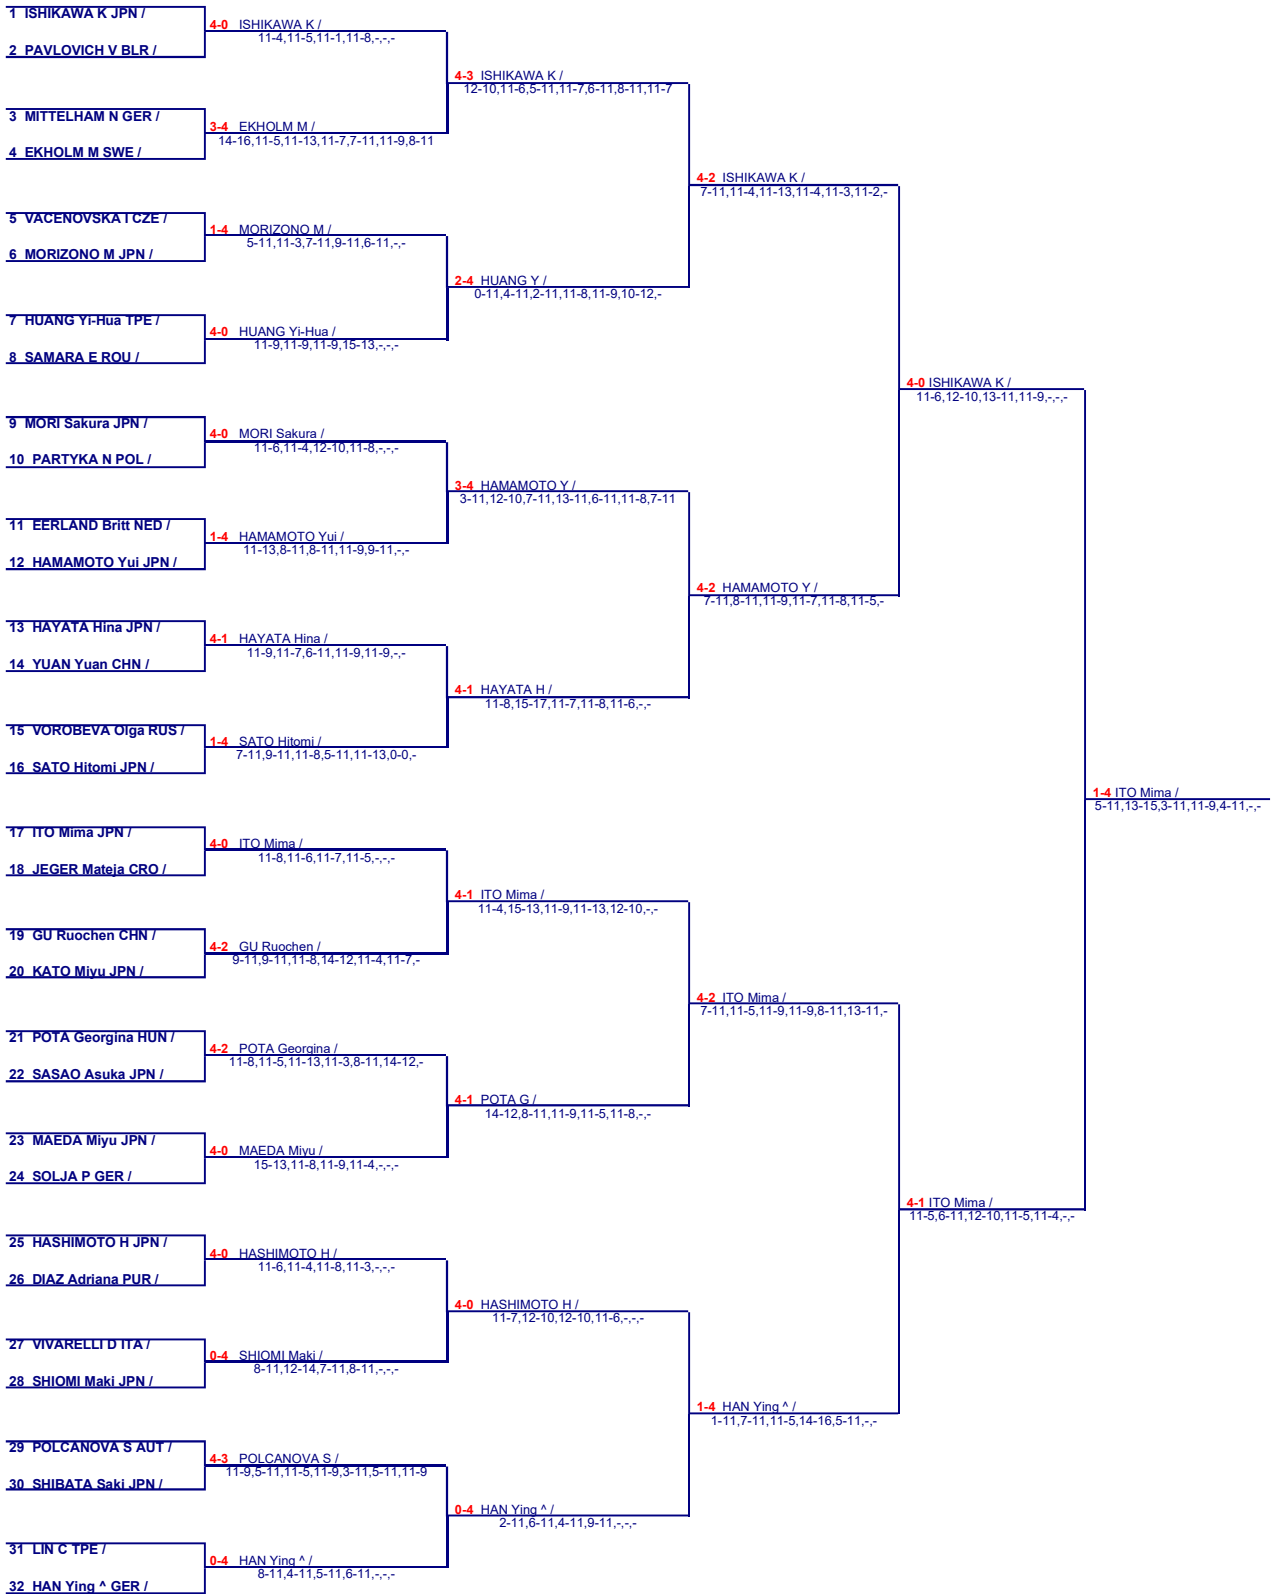 1 ISHIKAWA K JPN /
4-0 ISHIKAWA K /
11-4,11-5,11-1,11-8,-,-,-
2 PAVLOVICH V BLR /
4-3 ISHIKAWA K /
12-10,11-6,5-11,11-7,6-11,8-11,11-7
3 MITTELHAM N GER /
3-4 EKHOLM M /
14-16,11-5,11-13,11-7,7-11,11-9,8-11
4 EKHOLM M SWE /
4-2 ISHIKAWA K /
7-11,11-4,11-13,11-4,11-3,11-2,-
5 VACENOVSKA I CZE /
1-4 MORIZONO M /
5-11,11-3,7-11,9-11,6-11,-,-
6 MORIZONO M JPN /
2-4 HUANG Y /
0-11,4-11,2-11,11-8,11-9,10-12,-
7 HUANG Yi-Hua TPE /
4-0 HUANG Yi-Hua /
11-9,11-9,11-9,15-13,-,-,-
8 SAMARA E ROU /
4-0 ISHIKAWA K /
11-6,12-10,13-11,11-9,-,-,-
9 MORI Sakura JPN /
4-0 MORI Sakura /
11-6,11-4,12-10,11-8,-,-,-
10 PARTYKA N POL /
3-4 HAMAMOTO Y /
3-11,12-10,7-11,13-11,6-11,11-8,7-11
11 EERLAND Britt NED /
1-4 HAMAMOTO Yui /
11-13,8-11,8-11,11-9,9-11,-,-
12 HAMAMOTO Yui JPN /
4-2 HAMAMOTO Y /
7-11,8-11,11-9,11-7,11-8,11-5,-
13 HAYATA Hina JPN /
4-1 HAYATA Hina /
11-9,11-7,6-11,11-9,11-9,-,-
14 YUAN Yuan CHN /
4-1 HAYATA H /
11-8,15-17,11-7,11-8,11-6,-,-
15 VOROBEVA Olga RUS /
1-4 SATO Hitomi /
7-11,9-11,11-8,5-11,11-13,0-0,-
16 SATO Hitomi JPN /
1-4 ITO Mima /
5-11,13-15,3-11,11-9,4-11,-,-
17 ITO Mima JPN /
4-0 ITO Mima /
11-8,11-6,11-7,11-5,-,-,-
18 JEGER Mateja CRO /
4-1 ITO Mima /
11-4,15-13,11-9,11-13,12-10,-,-
19 GU Ruochen CHN /
4-2 GU Ruochen /
9-11,9-11,11-8,14-12,11-4,11-7,-
20 KATO Miyu JPN /
4-2 ITO Mima /
7-11,11-5,11-9,11-9,8-11,13-11,-
21 POTA Georgina HUN /
4-2 POTA Georgina /
11-8,11-5,11-13,11-3,8-11,14-12,-
22 SASAO Asuka JPN /
4-1 POTA G /
14-12,8-11,11-9,11-5,11-8,-,-
23 MAEDA Miyu JPN /
4-0 MAEDA Miyu /
15-13,11-8,11-9,11-4,-,-,-
24 SOLJA P GER /
4-1 ITO Mima /
11-5,6-11,12-10,11-5,11-4,-,-
25 HASHIMOTO H JPN /
4-0 HASHIMOTO H /
11-6,11-4,11-8,11-3,-,-,-
26 DIAZ Adriana PUR /
4-0 HASHIMOTO H /
11-7,12-10,12-10,11-6,-,-,-
27 VIVARELLI D ITA /
0-4 SHIOMI Maki /
8-11,12-14,7-11,8-11,-,-,-
28 SHIOMI Maki JPN /
1-4 HAN Ying ^ /
1-11,7-11,11-5,14-16,5-11,-,-
29 POLCANOVA S AUT /
4-3 POLCANOVA S /
11-9,5-11,11-5,11-9,3-11,5-11,11-9
30 SHIBATA Saki JPN /
0-4 HAN Ying ^ /
2-11,6-11,4-11,9-11,-,-,-
31 LIN C TPE /
0-4 HAN Ying ^ /
8-11,4-11,5-11,6-11,-,-,-
32 HAN Ying ^ GER /